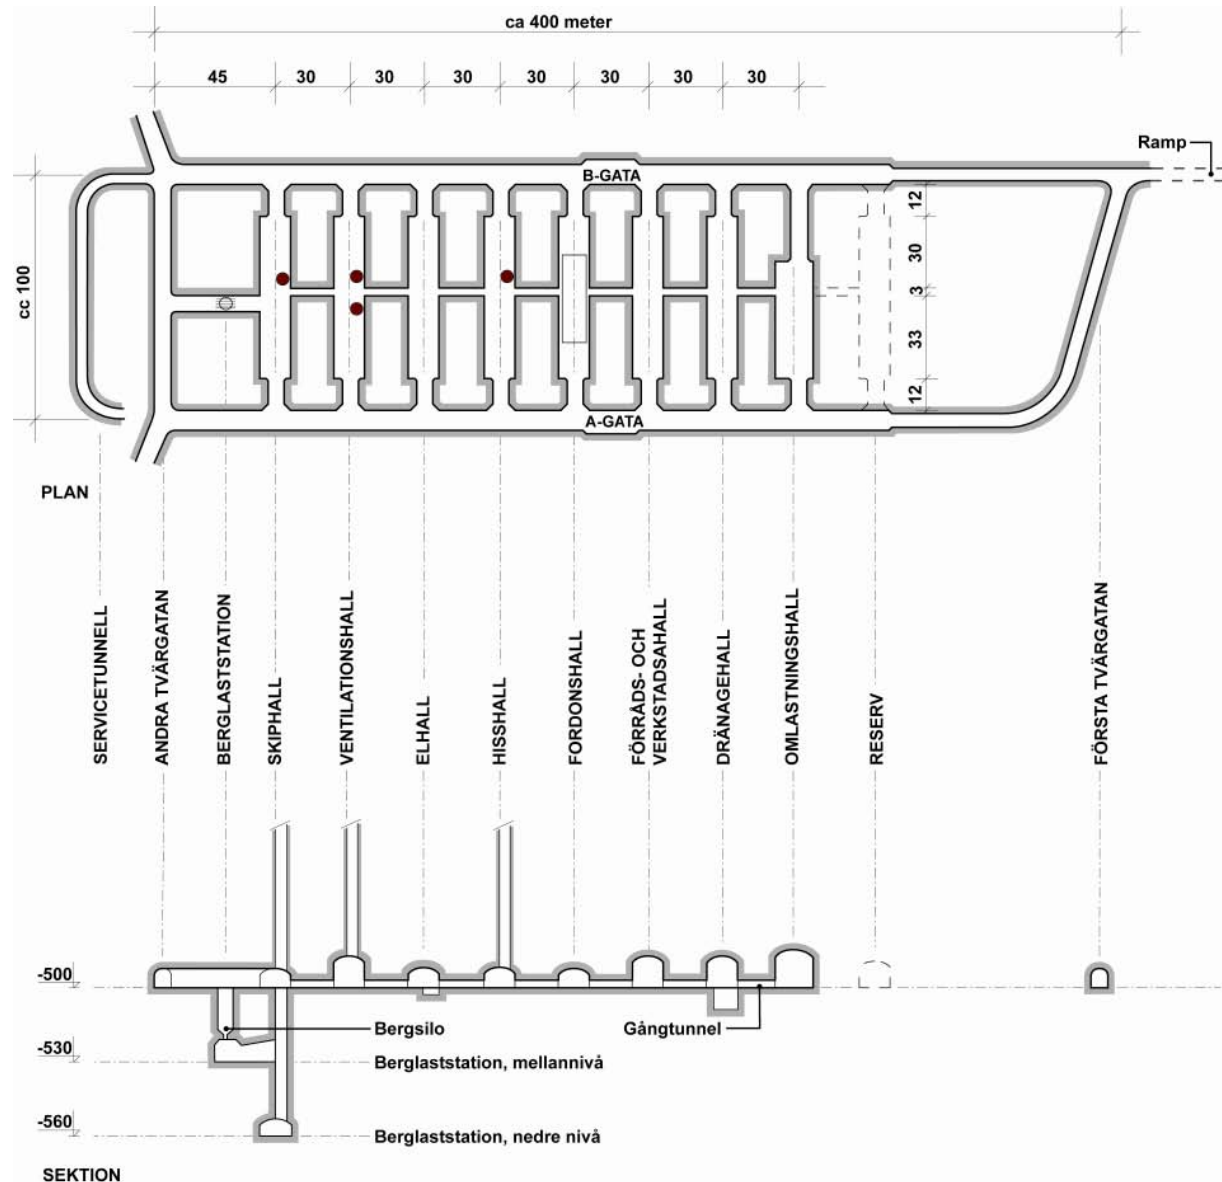 ca 400 meter
45 30 30 30 30 30 30 30
Ramp
B-GATA
12
30
3
33
12
cc 100
A-GATA
PLAN
SERVICETUNNELL
ANDRA TVÄRGATAN
BERGLASTSTATION
SKIPHALL
VENTILATIONSHALL
ELHALL
HISSHALL
FORDONSHALL
FÖRRÅDS- OCH
VERKSTADSAHALL
DRÄNAGEHALL
OMLASTNINGSHALL
RESERV
FÖRSTA TVÄRGATAN
-500
Bergsilo
Gångtunnel
-530
Berglaststation, mellannivå
-560
Berglaststation, nedre nivå
SEKTION